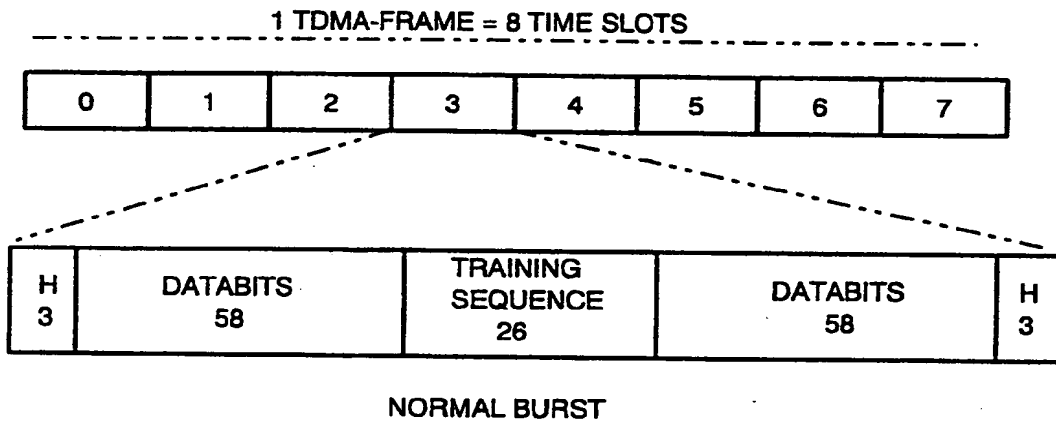 1 TDMA-FRAME = 8 TIME SLOTS
0 1 2 3 4 5 6 7
H
3
DATABITS
58
TRAINING
SEQUENCE
26
DATABITS
58
H
3
NORMAL BURST